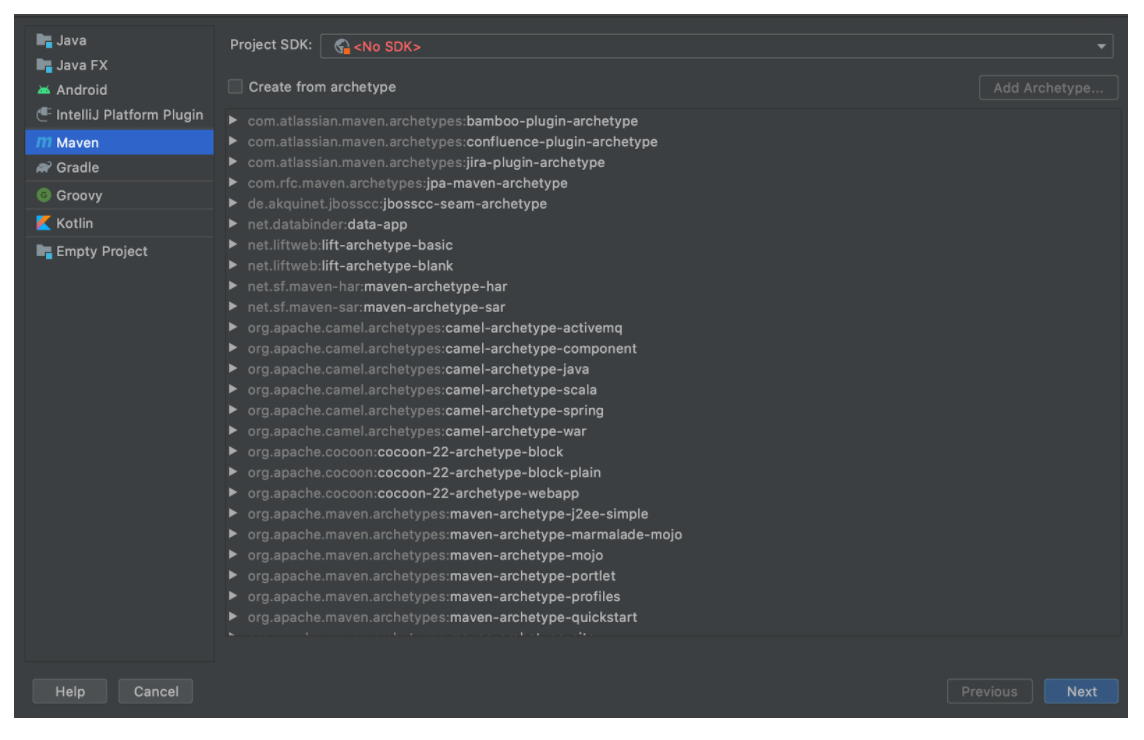 Java
Java FX
Android
IntelliJ Platform Plugin
Maven
Gradle
Groovy
Kotlin
Empty Project
Project SDK: <No SDK>
Create from archetype
Add Archetype...
com.atlassian.maven.archetypes:bamboo-plugin-archetype
com.atlassian.maven.archetypes:confluence-plugin-archetype
com.atlassian.maven.archetypes:jira-plugin-archetype
com.rfc.maven.archetypes:jpa-maven-archetype
de.akquinet.jbosscc:jbosscc-seam-archetype
net.databinder:data-app
net.liftweb:lift-archetype-basic
net.liftweb:lift-archetype-blank
net.sf.maven-har:maven-archetype-har
net.sf.maven-sar:maven-archetype-sar
org.apache.camel.archetypes:camel-archetype-activemq
org.apache.camel.archetypes:camel-archetype-component
org.apache.camel.archetypes:camel-archetype-java
org.apache.camel.archetypes:camel-archetype-scala
org.apache.camel.archetypes:camel-archetype-spring
org.apache.camel.archetypes:camel-archetype-war
org.apache.cocoon:cocoon-22-archetype-block
org.apache.cocoon:cocoon-22-archetype-block-plain
org.apache.cocoon:cocoon-22-archetype-webapp
org.apache.maven.archetypes:maven-archetype-j2ee-simple
org.apache.maven.archetypes:maven-archetype-marmalade-mojo
org.apache.maven.archetypes:maven-archetype-mojo
org.apache.maven.archetypes:maven-archetype-portlet
org.apache.maven.archetypes:maven-archetype-profiles
org.apache.maven.archetypes:maven-archetype-quickstart
Help
Cancel
Previous
Next